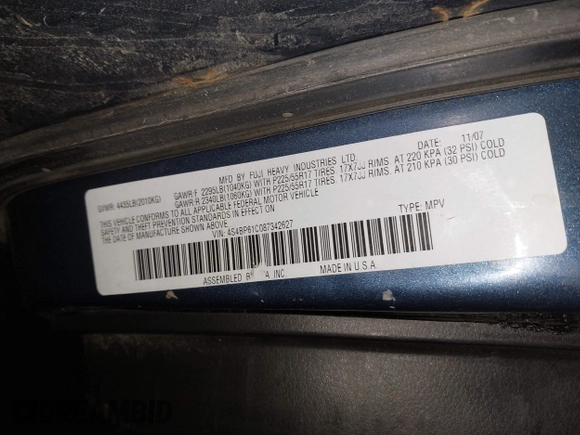 MFD BY FUJI HEAVY INDUSTRIES LTD. DATE: 11/07
GVWR: 4435LB(2010KG) GAWR:F 2295LB(1040KG) WITH P225/55R17 TIRES 17X7JJ RIMS. AT 220 KPA (32 PSI) COLD
GAWR:R 2340LB(1060KG) WITH P225/55R17 TIRES. 17X7JJ RIMS. AT 210 KPA (30 PSI) COLD
THIS VEHICLE CONFORMS TO ALL APPLICABLE FEDERAL MOTOR VEHICLE
SAFETY AND THEFT PREVENTION STANDARDS IN EFFECT ON
THE DATE OF MANUFACTURE SHOWN ABOVE
VIN: 4S4BP61C087342627 TYPE: MPV
ASSEMBLED INC. MADE IN U.S.A
DREAMBID